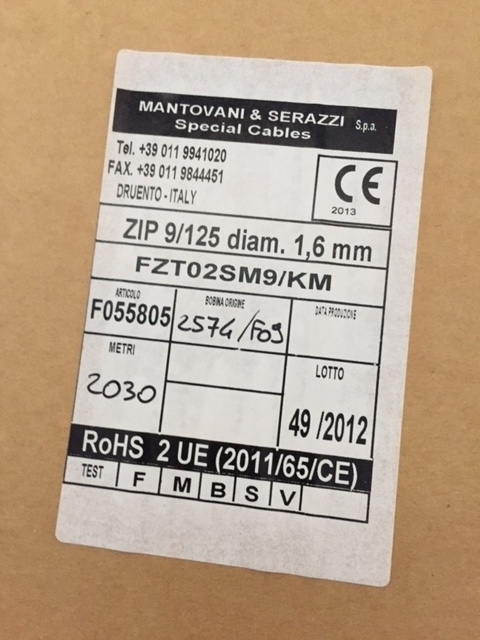 MANTOVANI & SERAZZI S.p.a.
Special Cables
Tel. +39 011 9941020
FAX. +39 011 9844451
DRUENTO - ITALY
CE
2013
ZIP 9/125 diam. 1,6 mm
FZT02SM9/KM
ARTICOLO
F055805
BOBINA ORIGINE
2574/F09
DATA PRODUZIONE
METRI
2030
LOTTO
49 /2012
RoHS 2 UE (2011/65/CE)
TEST F M B S V